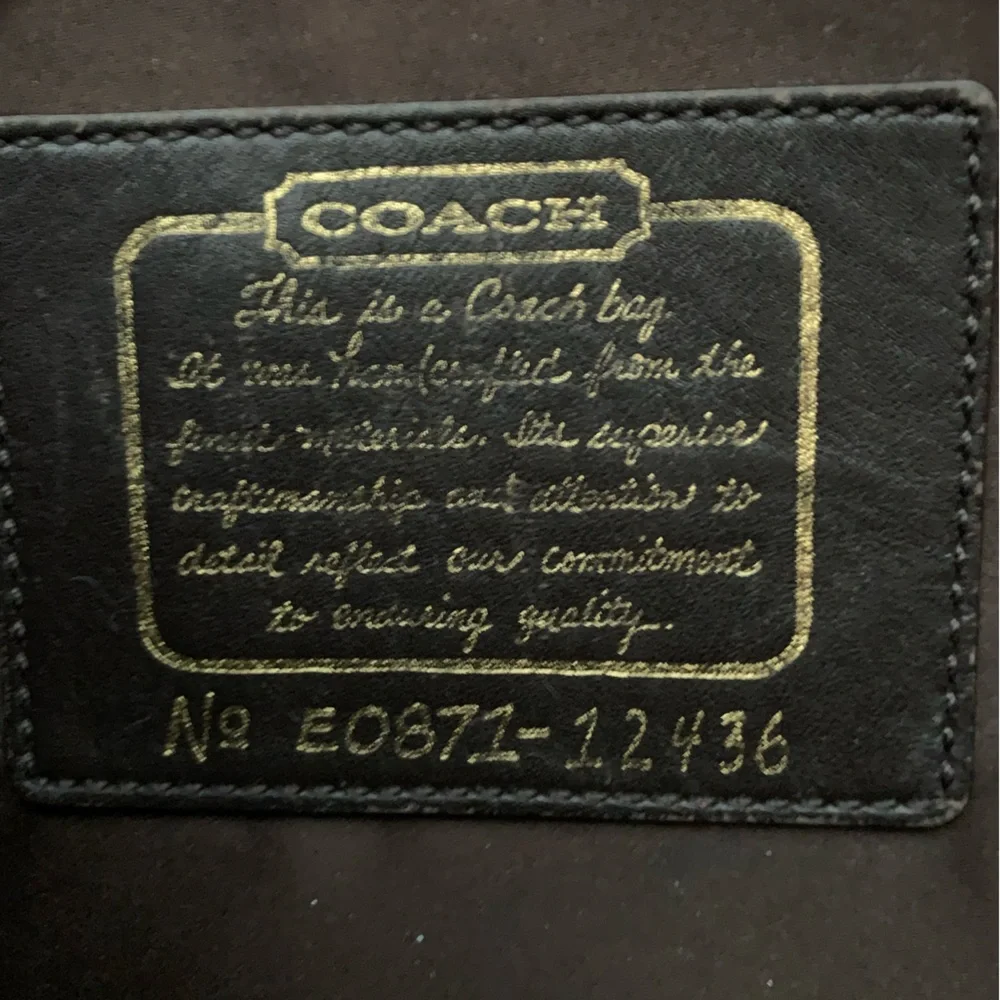 COACH
This is a Coach bag.
It was handcrafted from the
finest materials. Its superior
craftsmanship and attention to
detail reflect our commitment
to enduring quality.
Nº E0871-12436